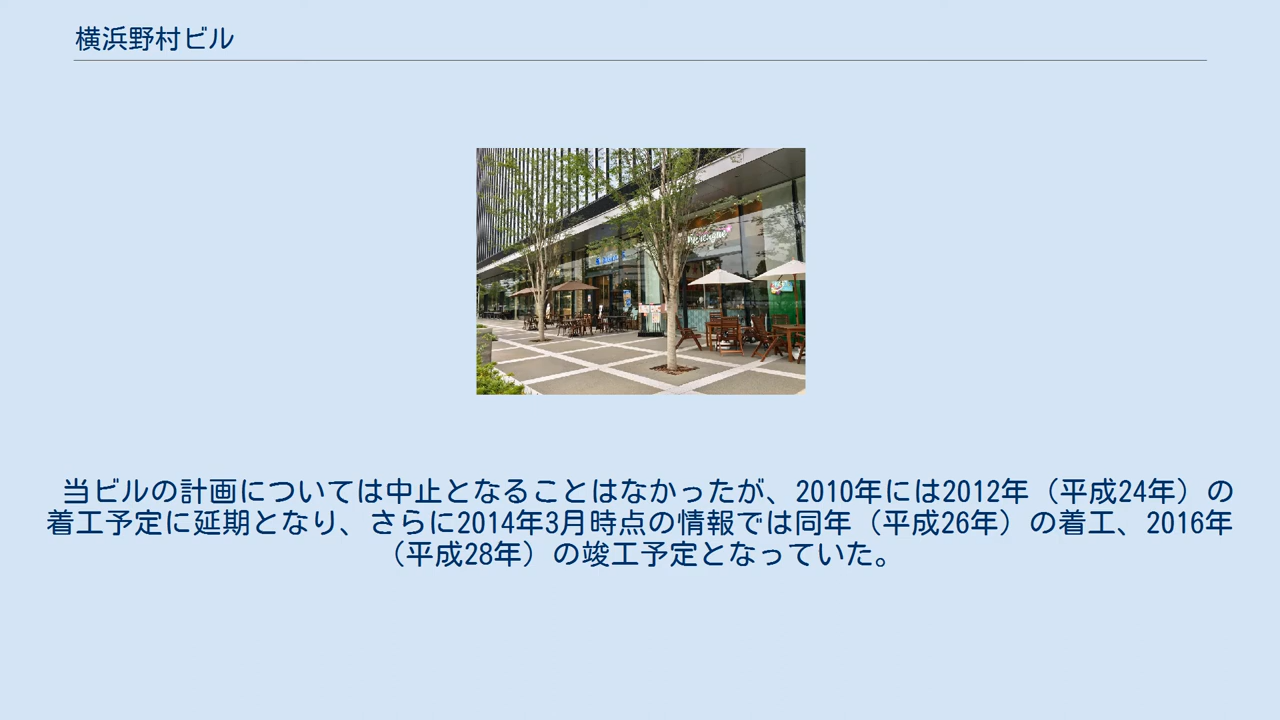 横浜野村ビル
当ビルの計画については中止となることはなかったが、2010年には2012年（平成24年）の
着工予定に延期となり、さらに2014年3月時点の情報では同年（平成26年）の着工、2016年
（平成28年）の竣工予定となっていた。